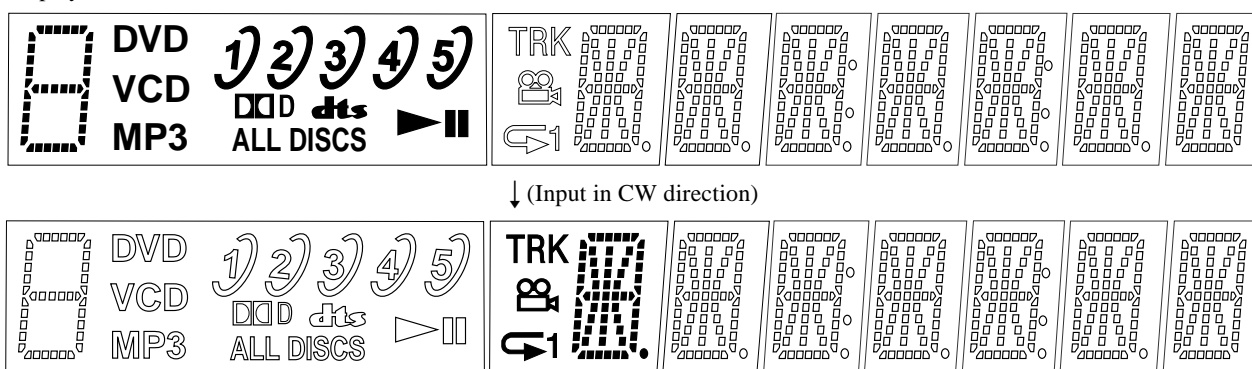 DVD 1 2 3 4 5 TRK
VCD D dts
MP3 ALL DISCS 1
(Input in CW direction)
DVD 1 2 3 4 5 TRK
VCD D dts
MP3 ALL DISCS 1